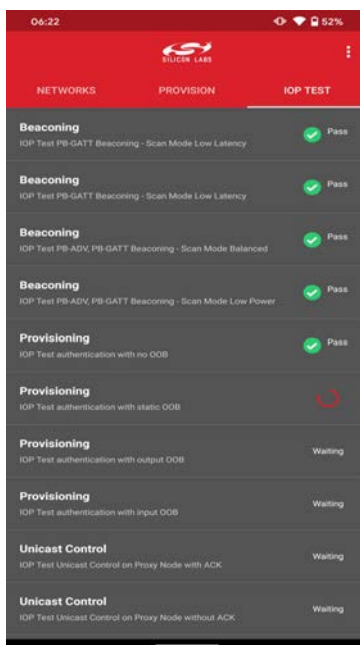 06:22 52%
SILICON LABS
NETWORKS PROVISION IOP TEST
Beaconing
IOP Test PB-GATT Beaconing - Scan Mode Low Latency
Pass
Beaconing
IOP Test PB-GATT Beaconing - Scan Mode Low Latency
Pass
Beaconing
IOP Test PB-ADV, PB-GATT Beaconing - Scan Mode Balanced
Pass
Beaconing
IOP Test PB-ADV, PB-GATT Beaconing - Scan Mode Low Power
Pass
Provisioning
IOP Test authentication with no OOB
Pass
Provisioning
IOP Test authentication with static OOB
Provisioning
IOP Test authentication with output OOB
Waiting
Provisioning
IOP Test authentication with input OOB
Waiting
Unicast Control
IOP Test Unicast Control on Proxy Node with ACK
Waiting
Unicast Control
IOP Test Unicast Control on Proxy Node without ACK
Waiting